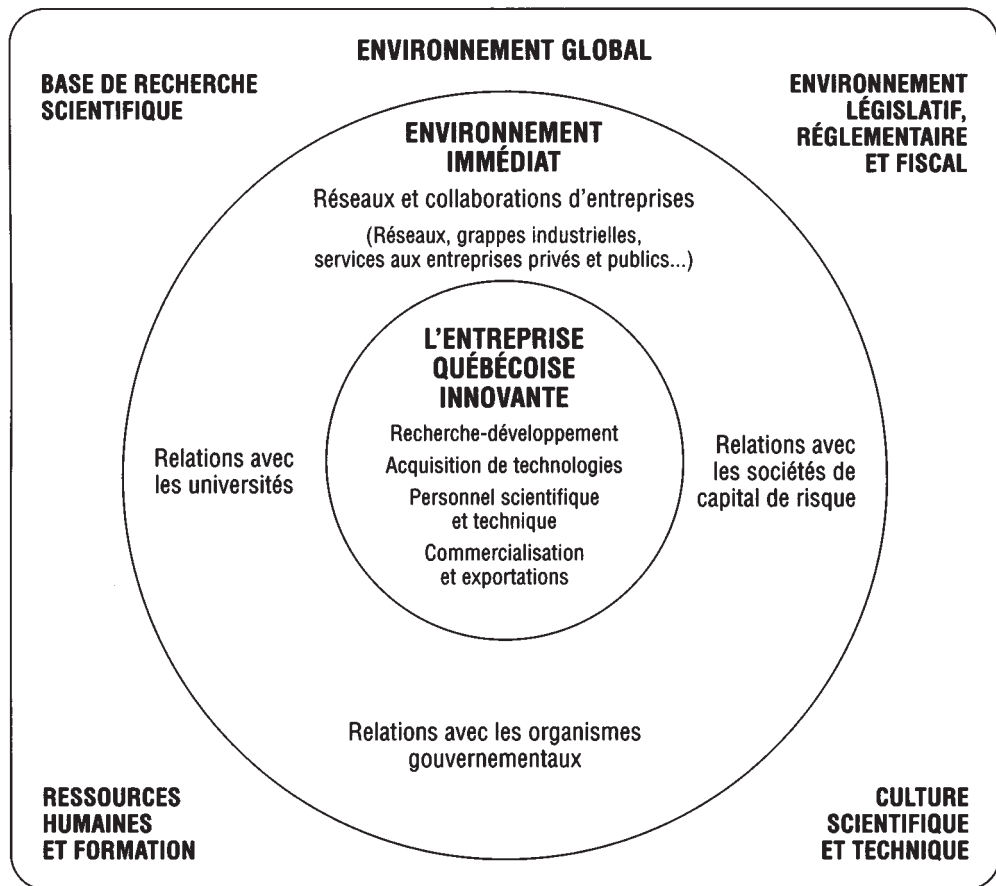 ENVIRONNEMENT GLOBAL
BASE DE RECHERCHE
SCIENTIFIQUE
ENVIRONNEMENT
LÉGISLATIF,
RÉGLEMENTAIRE
ET FISCAL
ENVIRONNEMENT
IMMÉDIAT
Réseaux et collaborations d'entreprises
(Réseaux, grappes industrielles,
services aux entreprises privés et publics...)
L'ENTREPRISE
QUÉBÉCOISE
INNOVANTE
Recherche-développement
Acquisition de technologies
Personnel scientifique
et technique
Commercialisation
et exportations
Relations avec
les universités
Relations avec
les sociétés de
capital de risque
Relations avec les organismes
gouvernementaux
RESSOURCES
HUMAINES
ET FORMATION
CULTURE
SCIENTIFIQUE
ET TECHNIQUE